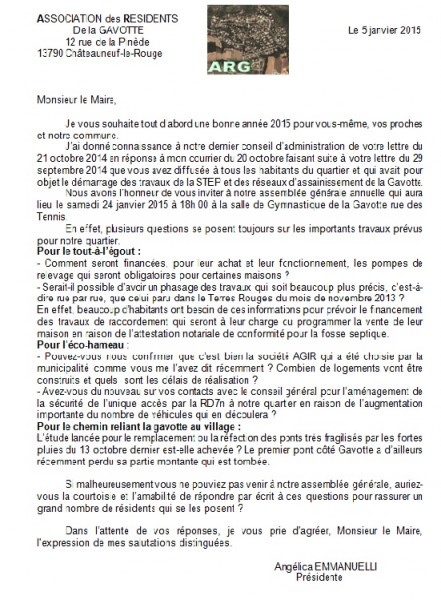 ASSOCIATION des RESIDENTS
De la GAVOTTE
12 rue de la Pinède
13790 Châteauneuf-le-Rouge
ARG
Le 5 janvier 2015
Monsieur le Maire,
Je vous souhaite tout d'abord une bonne année 2015 pour vous-même, vos proches
et notre commune.
J'ai donné connaissance à notre dernier conseil d'administration de votre lettre du
21 octobre 2014 en réponse à mon courrier du 20 octobre faisant suite à votre lettre du 29
septembre 2014 que vous avez diffusée à tous les habitants du quartier et qui avait pour
objet le démarrage des travaux de la STEP et des réseaux d'assainissement de la Gavotte.
Nous avons l'honneur de vous inviter à notre assemblée générale annuelle qui aura
lieu le samedi 24 janvier 2015 à 18h 00 à la salle de Gymnastique de la Gavotte rue des
Tennis.
En effet, plusieurs questions se posent toujours sur les importants travaux prévus
pour notre quartier.
Pour le tout-à-l'égout :
- Comment seront financées, pour leur achat et leur fonctionnement, les pompes de
relevage qui seront obligatoires pour certaines maisons ?
- Serait-il possible d'avoir un phasage des travaux qui soit beaucoup plus précis, c'est-à-
dire rue par rue, que celui paru dans le Terres Rouges du mois de novembre 2013 ?
En effet, beaucoup d'habitants ont besoin de ces informations pour prévoir le financement
des travaux de raccordement qui seront à leur charge ou programmer la vente de leur
maison en raison de l'attestation notariale de conformité pour la fosse septique.
Pour l'éco-hameau :
- Pouvez-vous nous confirmer que c'est bien la société AGIR qui a été choisie par la
municipalité comme vous me l'avez dit récemment ? Combien de logements vont être
construits et quels sont les délais de réalisation ?
- Avez-vous du nouveau sur vos contacts avec le conseil général pour l'aménagement de
la sécurité de l'unique accès par la RD7n à notre quartier en raison de l'augmentation
importante du nombre de véhicules qui en découlera ?
Pour le chemin reliant la gavotte au village :
L'étude lancée pour le remplacement ou la réfection des ponts très fragilisés par les fortes
pluies du 13 octobre dernier est-elle achevée ? Le premier pont côté Gavotte a d'ailleurs
récemment perdu sa partie montante qui est tombée.
Si malheureusement vous ne pouviez pas venir à notre assemblée générale, auriez-
vous la courtoisie et l'amabilité de répondre par écrit à ces questions pour rassurer un
grand nombre de résidents qui se les posent ?
Dans l'attente de vos réponses, je vous prie d'agréer, Monsieur le Maire,
l'expression de mes salutations distinguées.
Angélica EMMANUELLI
Présidente